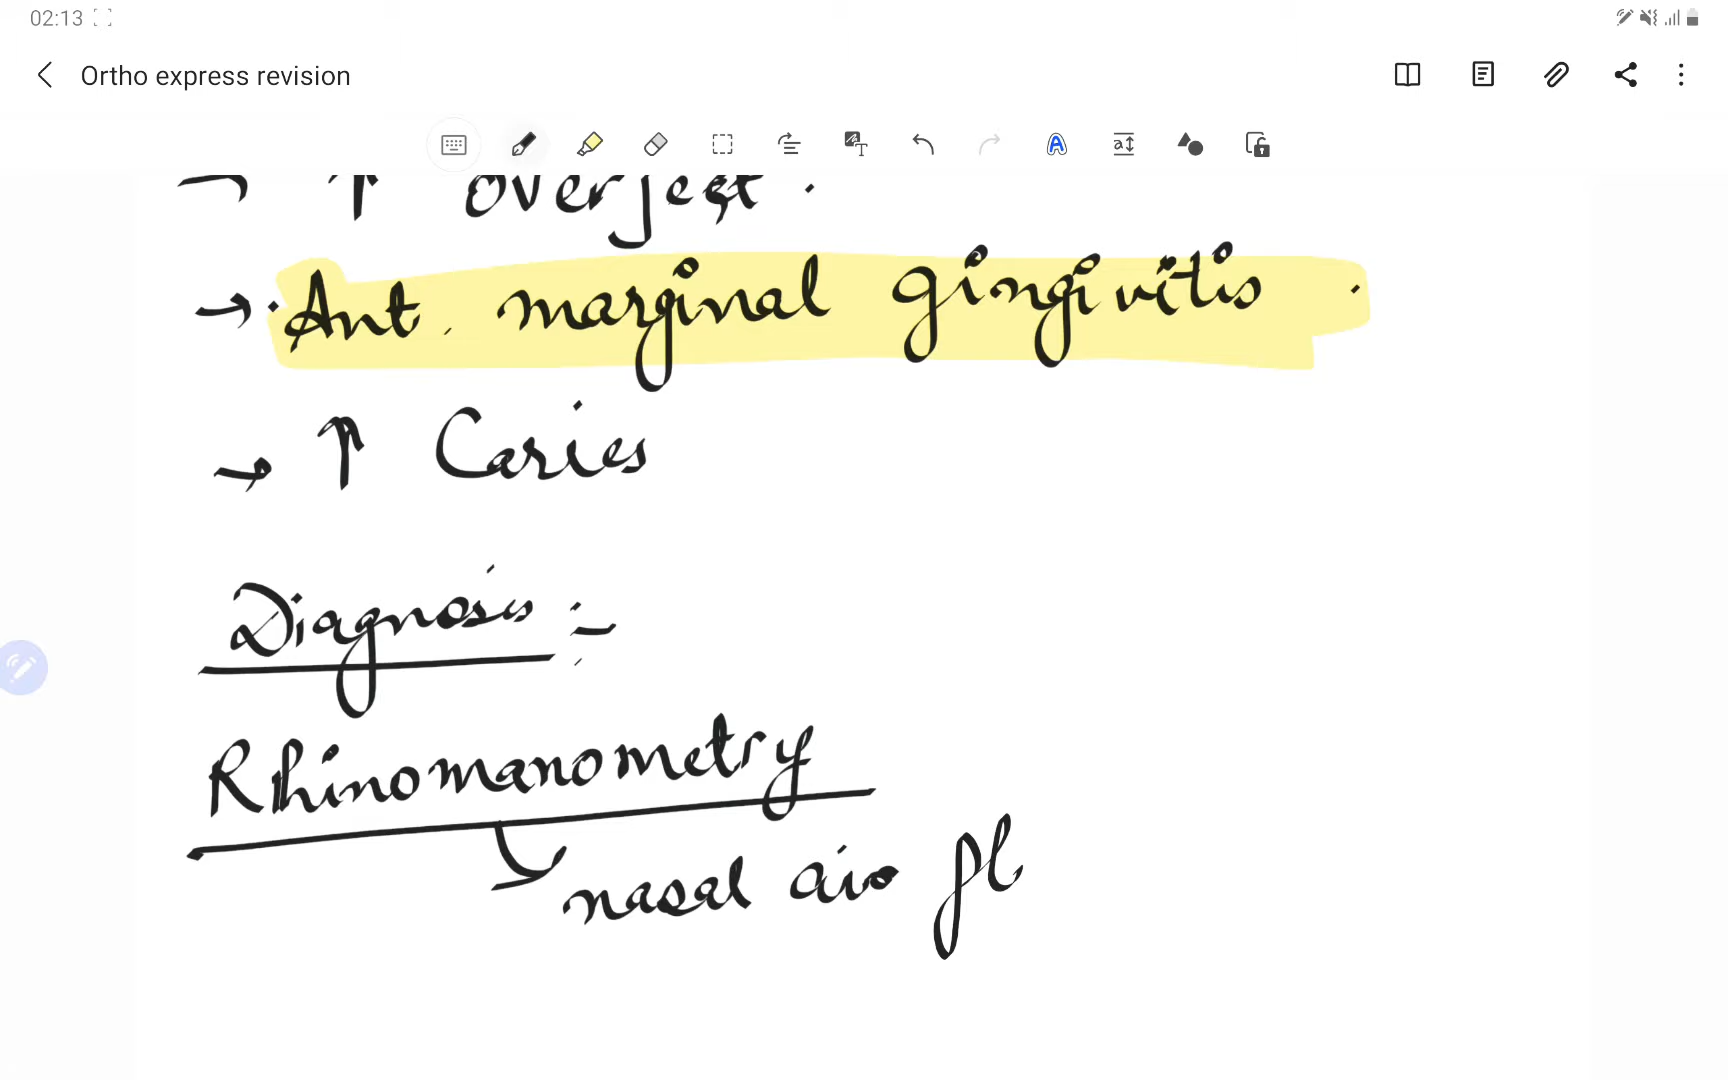 02:13
Ortho express revision
→ ↑ overjet.
→ Ant. marginal gingivitis.
→ ↑ Caries
Diagnosis :-
Rhinomanometry
↳ nasal air fl